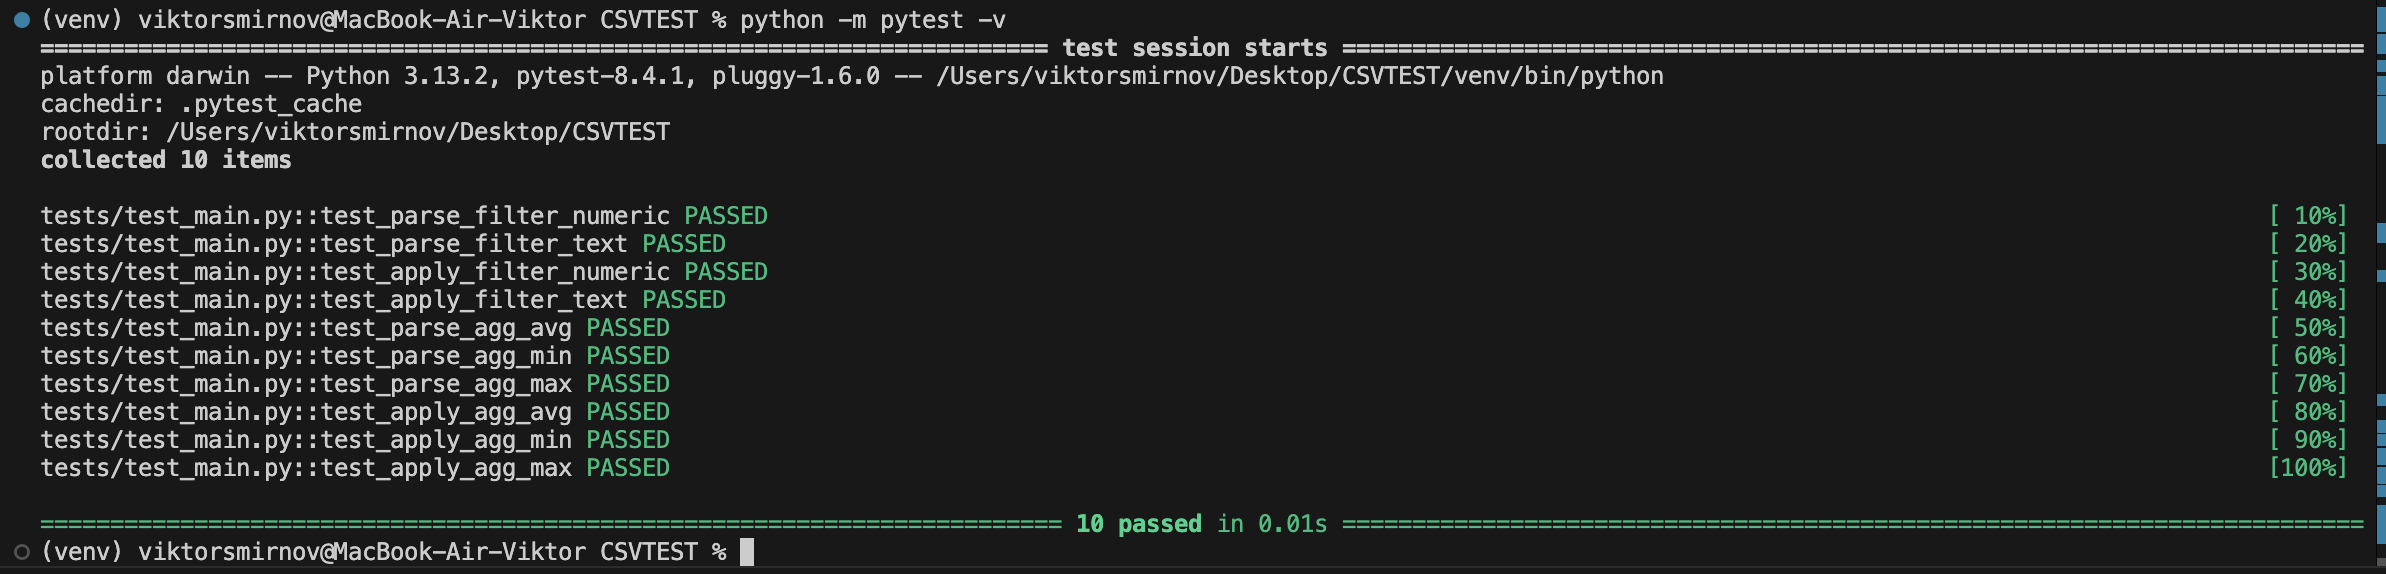 (venv) viktorsmirnov@MacBook-Air-Viktor CSVTEST % python -m pytest -v
======================================================================== test session starts =========================================================================
platform darwin -- Python 3.13.2, pytest-8.4.1, pluggy-1.6.0 -- /Users/viktorsmirnov/Desktop/CSVTEST/venv/bin/python
cachedir: .pytest_cache
rootdir: /Users/viktorsmirnov/Desktop/CSVTEST
collected 10 items
tests/test_main.py::test_parse_filter_numeric PASSED [ 10%]
tests/test_main.py::test_parse_filter_text PASSED [ 20%]
tests/test_main.py::test_apply_filter_numeric PASSED [ 30%]
tests/test_main.py::test_apply_filter_text PASSED [ 40%]
tests/test_main.py::test_parse_agg_avg PASSED [ 50%]
tests/test_main.py::test_parse_agg_min PASSED [ 60%]
tests/test_main.py::test_parse_agg_max PASSED [ 70%]
tests/test_main.py::test_apply_agg_avg PASSED [ 80%]
tests/test_main.py::test_apply_agg_min PASSED [ 90%]
tests/test_main.py::test_apply_agg_max PASSED [100%]
========================================================================= 10 passed in 0.01s =========================================================================
(venv) viktorsmirnov@MacBook-Air-Viktor CSVTEST %